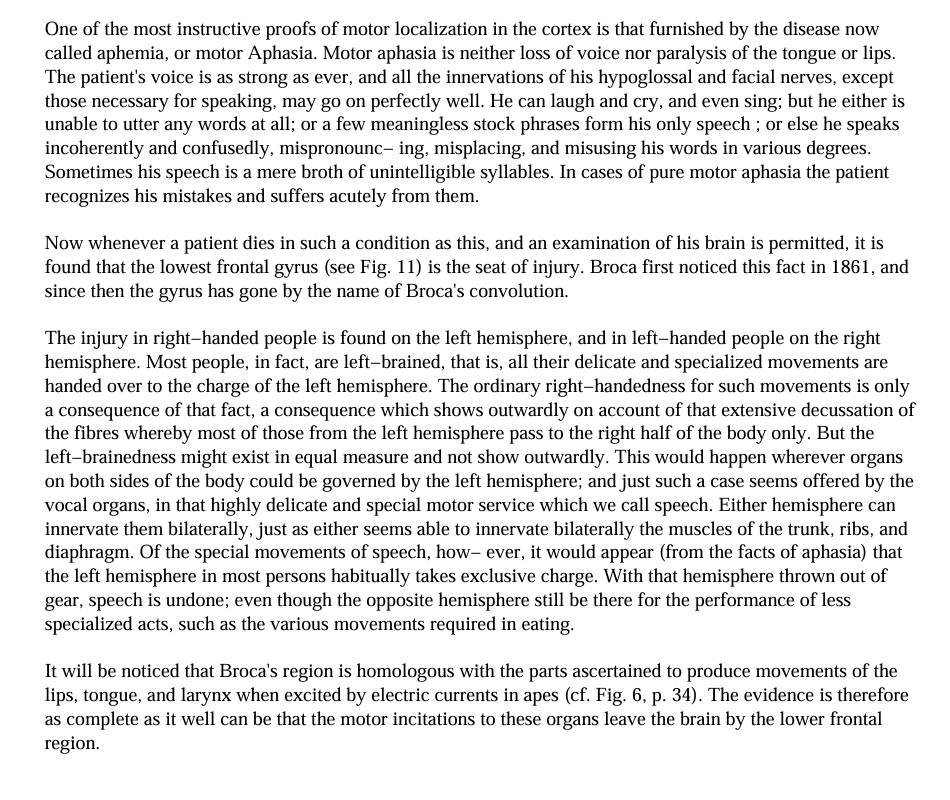 One of the most instructive proofs of motor localization in the cortex is that furnished by the disease now
called aphemia, or motor Aphasia. Motor aphasia is neither loss of voice nor paralysis of the tongue or lips.
The patient's voice is as strong as ever, and all the innervations of his hypoglossal and facial nerves, except
those necessary for speaking, may go on perfectly well. He can laugh and cry, and even sing; but he either is
unable to utter any words at all; or a few meaningless stock phrases form his only speech ; or else he speaks
incoherently and confusedly, mispronounc− ing, misplacing, and misusing his words in various degrees.
Sometimes his speech is a mere broth of unintelligible syllables. In cases of pure motor aphasia the patient
recognizes his mistakes and suffers acutely from them.
Now whenever a patient dies in such a condition as this, and an examination of his brain is permitted, it is
found that the lowest frontal gyrus (see Fig. 11) is the seat of injury. Broca first noticed this fact in 1861, and
since then the gyrus has gone by the name of Broca's convolution.
The injury in right−handed people is found on the left hemisphere, and in left−handed people on the right
hemisphere. Most people, in fact, are left−brained, that is, all their delicate and specialized movements are
handed over to the charge of the left hemisphere. The ordinary right−handedness for such movements is only
a consequence of that fact, a consequence which shows outwardly on account of that extensive decussation of
the fibres whereby most of those from the left hemisphere pass to the right half of the body only. But the
left−brainedness might exist in equal measure and not show outwardly. This would happen wherever organs
on both sides of the body could be governed by the left hemisphere; and just such a case seems offered by the
vocal organs, in that highly delicate and special motor service which we call speech. Either hemisphere can
innervate them bilaterally, just as either seems able to innervate bilaterally the muscles of the trunk, ribs, and
diaphragm. Of the special movements of speech, how− ever, it would appear (from the facts of aphasia) that
the left hemisphere in most persons habitually takes exclusive charge. With that hemisphere thrown out of
gear, speech is undone; even though the opposite hemisphere still be there for the performance of less
specialized acts, such as the various movements required in eating.
It will be noticed that Broca's region is homologous with the parts ascertained to produce movements of the
lips, tongue, and larynx when excited by electric currents in apes (cf. Fig. 6, p. 34). The evidence is therefore
as complete as it well can be that the motor incitations to these organs leave the brain by the lower frontal
region.